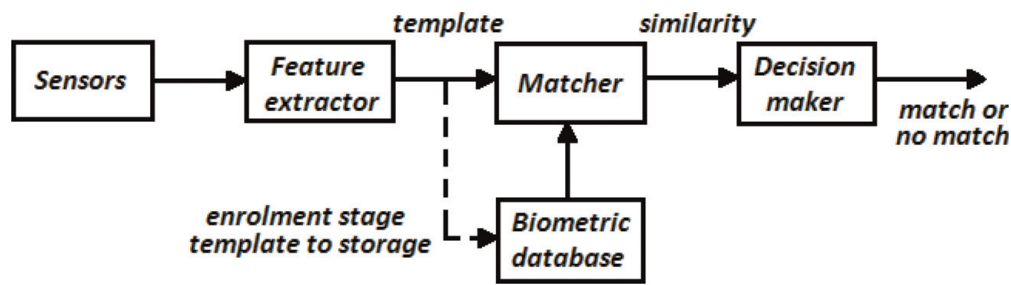 template
similarity
Sensors
Feature
extractor
Matcher
Decision
maker
match or
no match
enrolment stage
template to storage
Biometric
database